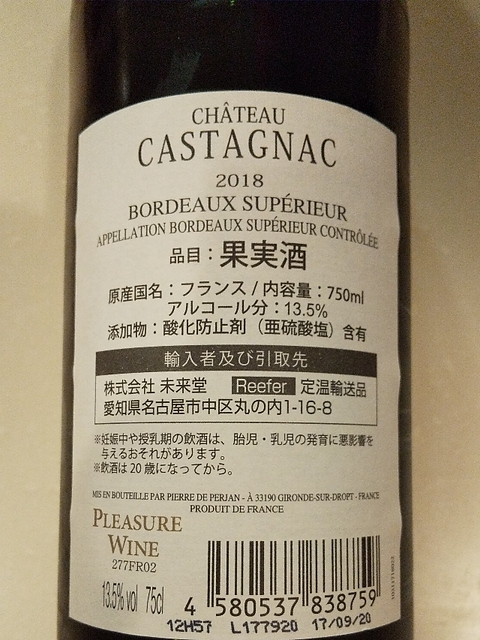 CHÂTEAU
CASTAGNAC
2018
BORDEAUX SUPÉRIEUR
APPELLATION BORDEAUX SUPÉRIEUR CONTRÔLÉE
品目：果実酒
原産国名：フランス / 内容量：750ml
アルコール分：13.5%
添加物：酸化防止剤（亜硫酸塩）含有
輸入者及び引取先
株式会社 未来堂 Reefer 定温輸送品
愛知県名古屋市中区丸の内1-16-8
※妊娠中や授乳期の飲酒は、胎児・乳児の発育に悪影響を
与えるおそれがあります。
※飲酒は20歳になってから。
MIS EN BOUTEILLE PAR PIERRE DE PERJAN - À 33190 GIRONDE-SUR-DROPT - FRANCE
PRODUIT DE FRANCE
PLEASURE
WINE
277FR02
13.5% vol 75cl
4 580537 838759
12H57 L177920 17/09/20